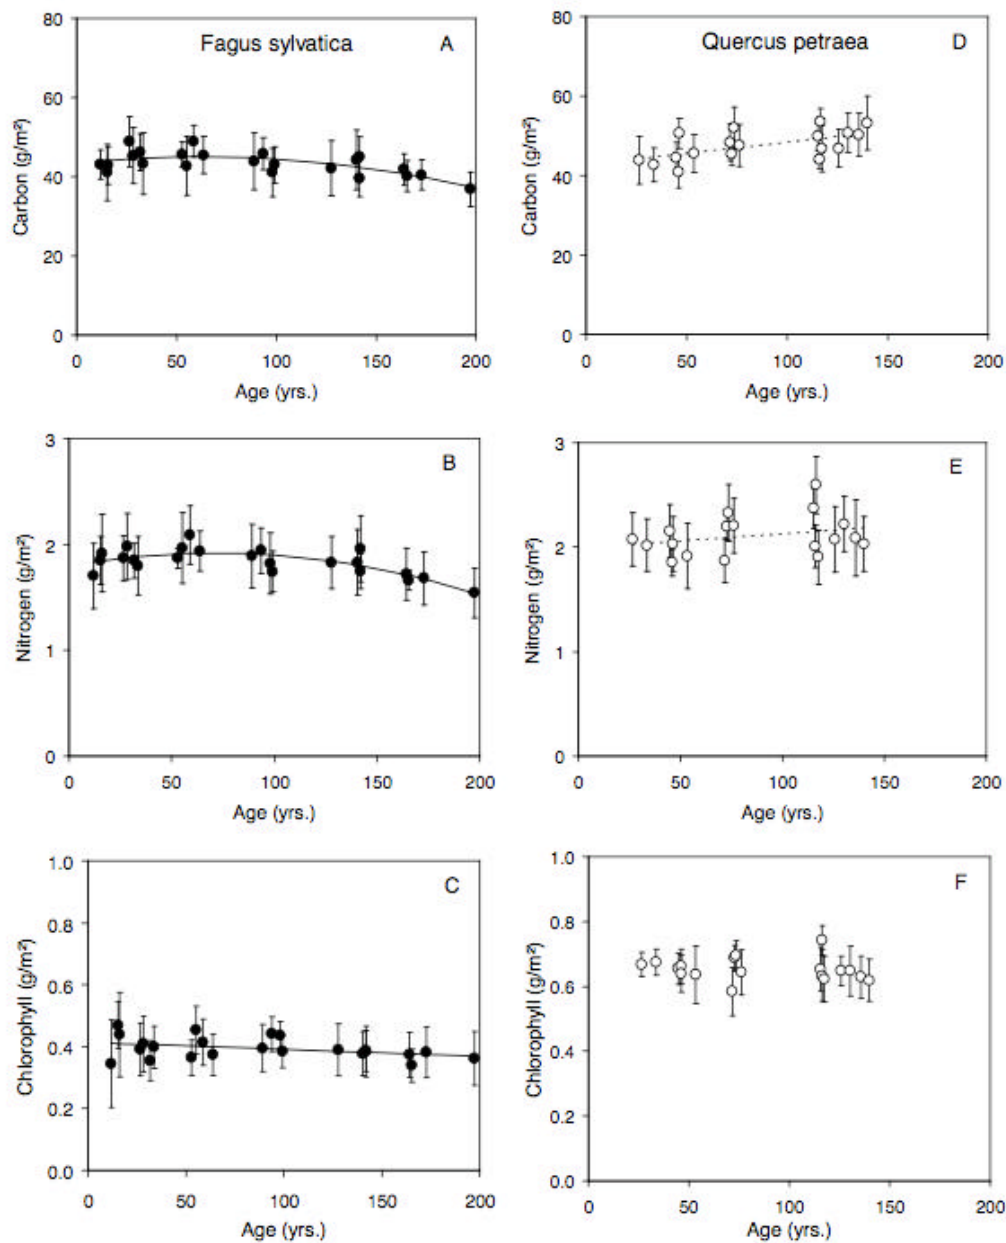 Fagus sylvatica
A
80
60
40
20
0
Carbon (g/m²)
0 50 100 150 200
Age (yrs.)
Quercus petraea
D
80
60
40
20
0
Carbon (g/m²)
0 50 100 150 200
Age (yrs.)
B
3
2
1
0
Nitrogen (g/m²)
0 50 100 150 200
Age (yrs.)
E
3
2
1
0
Nitrogen (g/m²)
0 50 100 150 200
Age (yrs.)
C
1.0
0.8
0.6
0.4
0.2
0.0
Chlorophyll (g/m²)
0 50 100 150 200
Age (yrs.)
F
1.0
0.8
0.6
0.4
0.2
0.0
Chlorophyll (g/m²)
0 50 100 150 200
Age (yrs.)